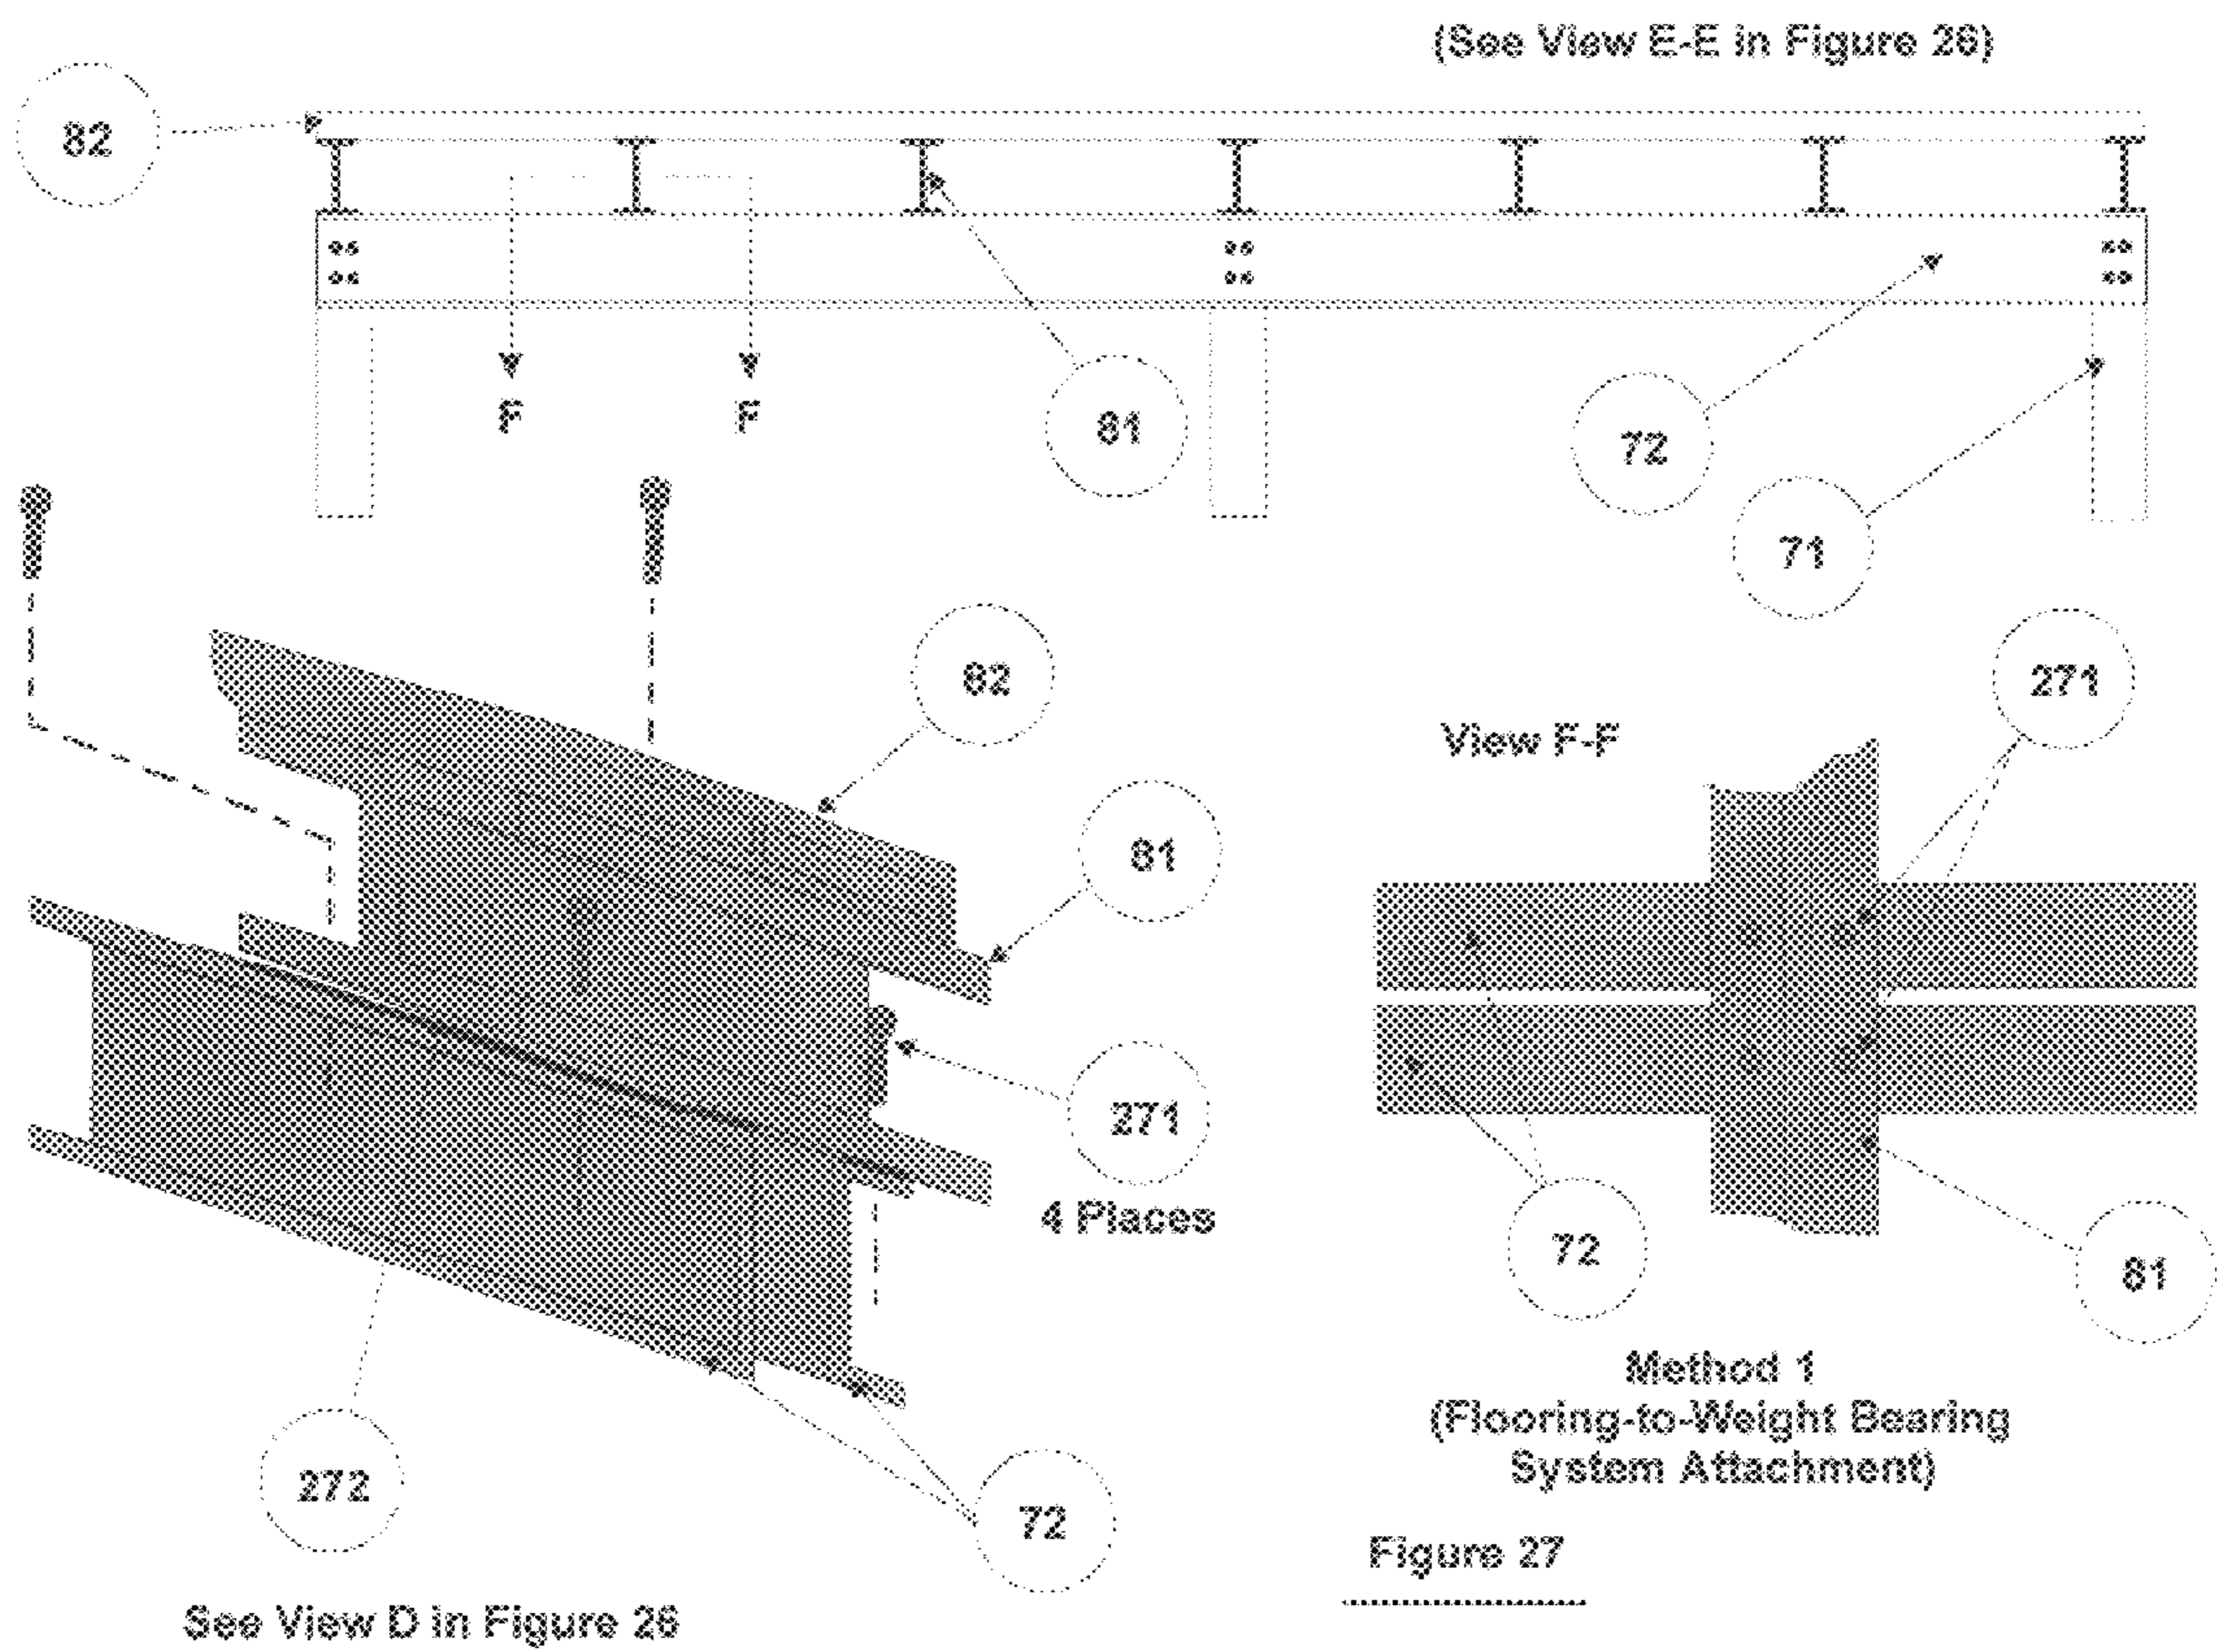 (See View E-E in Figure 26)
82
F
F
81
72
71
82
271
View F-F
81
271
4 Places
72
81
272
72
Method 1
(Flooring-to-Weight Bearing
System Attachment)
Figure 27
See View D in Figure 26